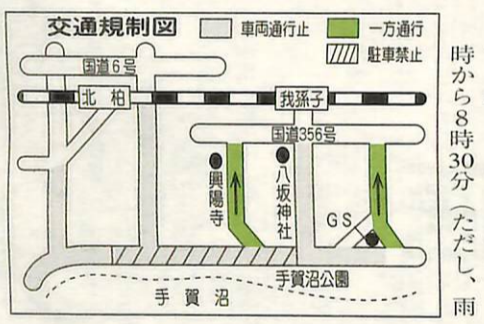 交通規制図
車両通行止
一方通行
駐車禁止
国道6号
北柏
我孫子
国道356号
興陽寺
八坂神社
GS
手賀沼公園
手賀沼
時から8時30分(ただし、雨